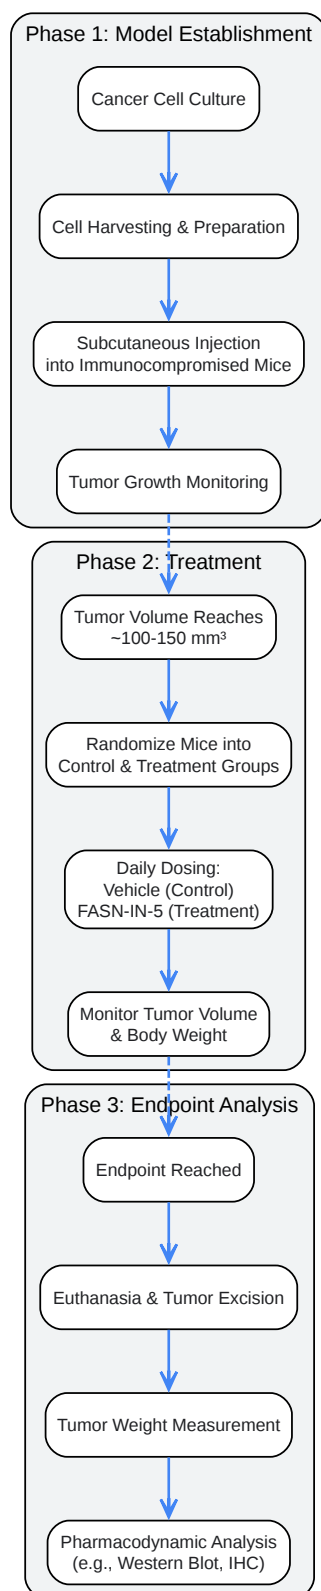 Phase 1: Model Establishment
Cancer Cell Culture
Cell Harvesting & Preparation
Subcutaneous Injection
into Immunocompromised Mice
Tumor Growth Monitoring
Phase 2: Treatment
Tumor Volume Reaches
~100-150 mm³
Randomize Mice into
Control & Treatment Groups
Daily Dosing:
Vehicle (Control)
FASN-IN-5 (Treatment)
Monitor Tumor Volume
& Body Weight
Phase 3: Endpoint Analysis
Endpoint Reached
Euthanasia & Tumor Excision
Tumor Weight Measurement
Pharmacodynamic Analysis
(e.g., Western Blot, IHC)